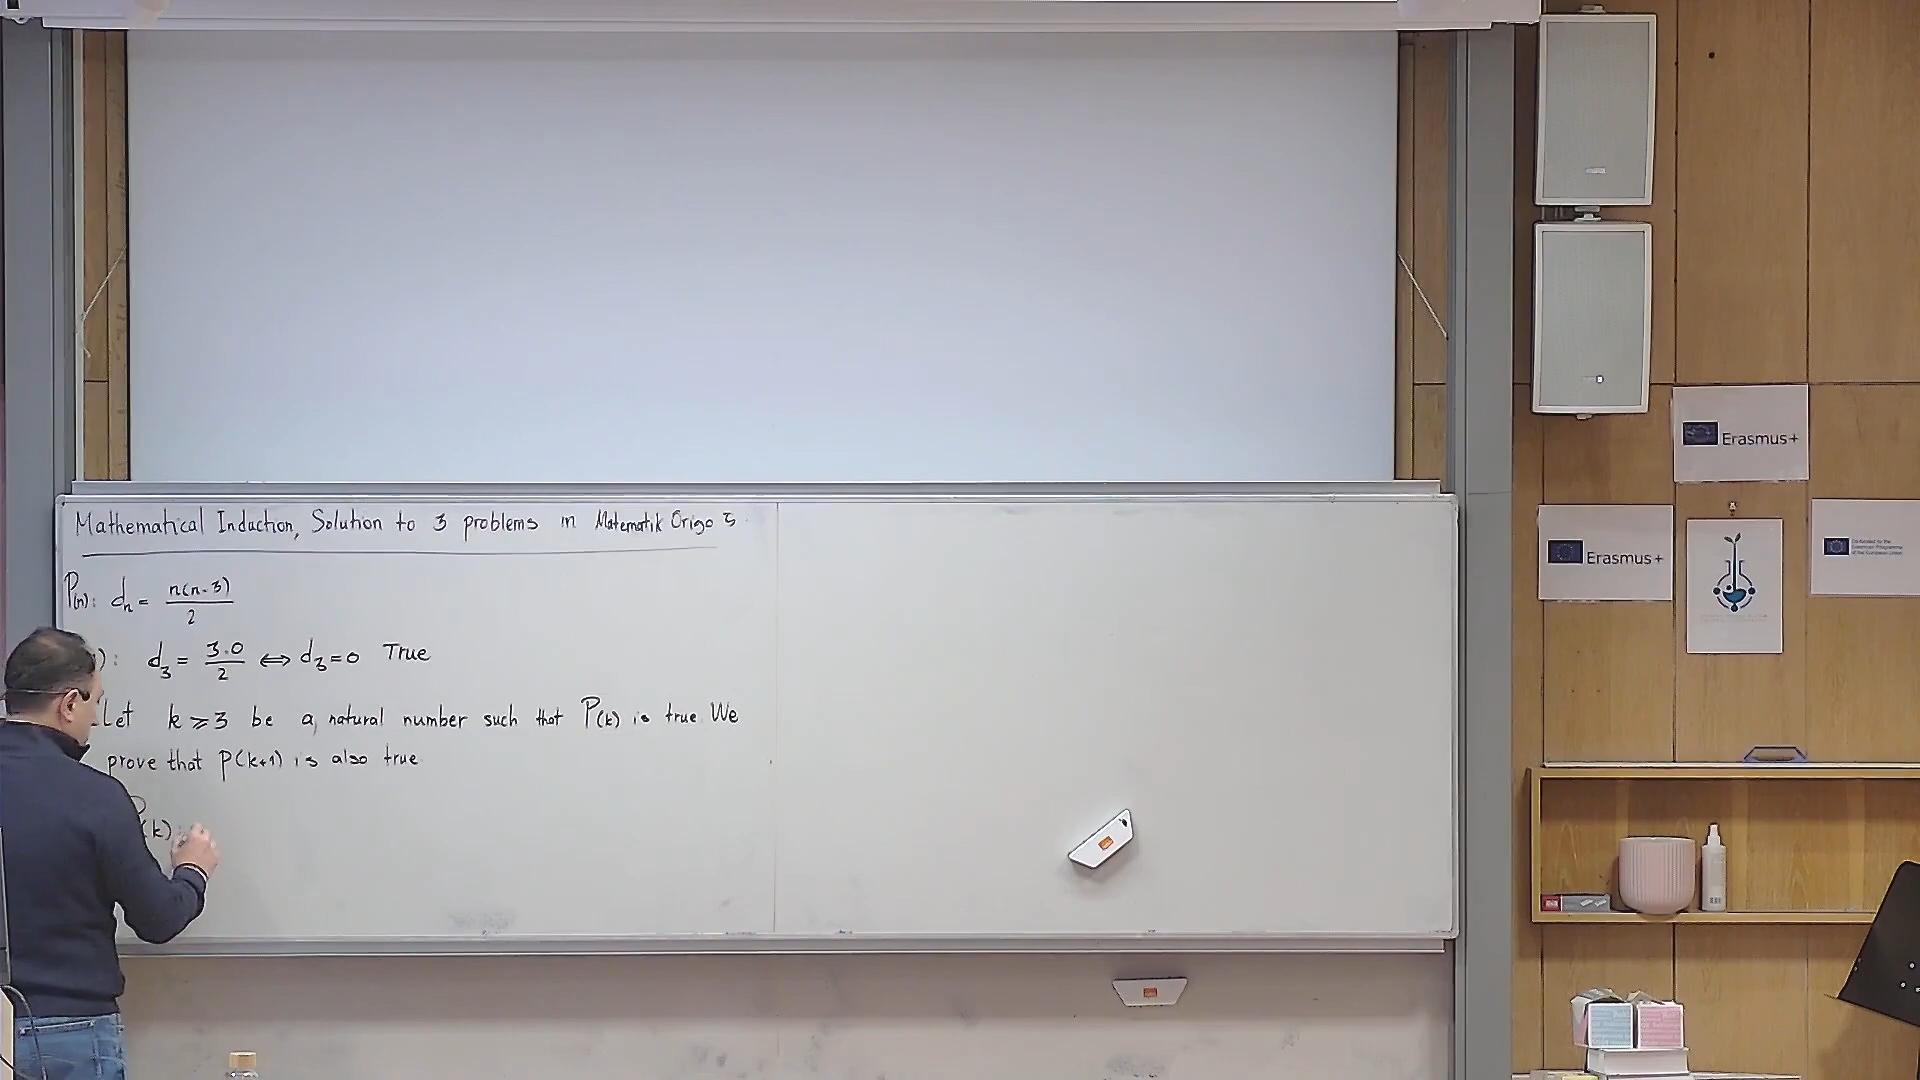 Mathematical Induction, Solution to 3 problems in Matematik Origo 5
P(n): dn = n(n-3)/2
): d3 = 3·0/2 ⟺ d3=0 True
Let k ⩾ 3 be a natural number such that P(k) is true. We
prove that P(k+1) is also true
P(k):
Erasmus+
Erasmus+